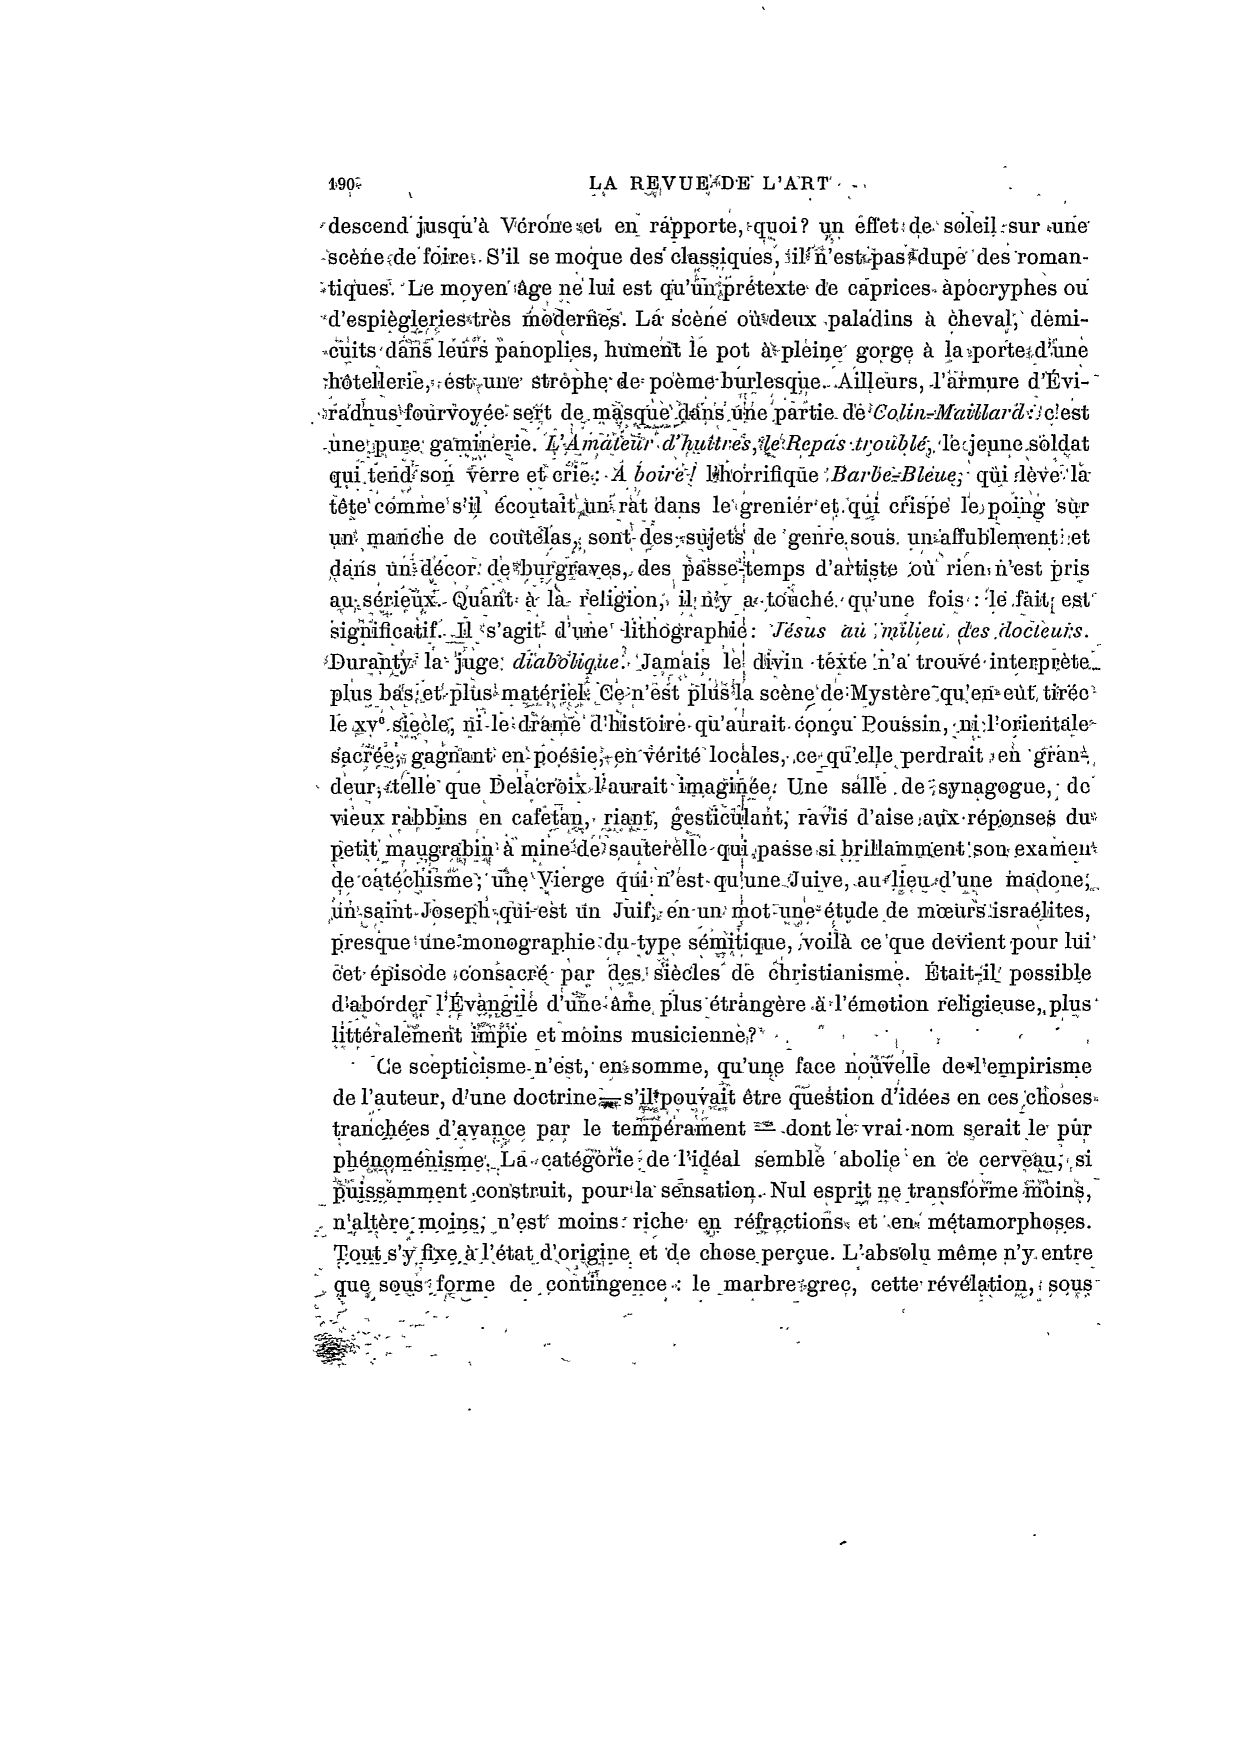 190 LA REVUE DE L'ART
descend jusqu'à Vérone et en rapporte, quoi? un effet de soleil sur une
scène de foire. S'il se moque des classiques, il n'est pas dupe des roman-
tiques. Le moyen âge ne lui est qu'un prétexte de caprices apocryphes ou
d'espiègleries très modernes. La scène où deux paladins à cheval, demi-
cuits dans leurs panoplies, hument le pot à pleine gorge à la porte d'une
hôtellerie, est une strophe de poème burlesque. Ailleurs, l'armure d'Évi-
radnus fourvoyée sert de masque dans une partie de Colin-Maillard : c'est
une pure gaminerie. L'Amateur d'huîtres, le Repas troublé, le jeune soldat
qui tend son verre et crie : A boire! l'horrifique Barbe-Bleue, qui lève la
tête comme s'il écoutait un rat dans le grenier et qui crispe le poing sur
un manche de coutelas, sont des sujets de genre sous un affublement et
dans un décor de burgraves, des passe-temps d'artiste où rien n'est pris
au sérieux. Quant à la religion, il n'y a touché qu'une fois : le fait est
significatif. Il s'agit d'une lithographie : Jésus au milieu des docteurs.
Duranty la juge diabolique. Jamais le divin texte n'a trouvé interprète
plus bas et plus matériel. Ce n'est plus la scène de Mystère qu'en eût tirée
le xve siècle, ni le drame d'histoire qu'aurait conçu Poussin, ni l'orientale
sacrée, gagnant en poésie, en vérité locales, ce qu'elle perdrait en gran-
deur, telle que Delacroix l'aurait imaginée. Une salle de synagogue, de
vieux rabbins en cafetan, riant, gesticulant, ravis d'aise aux réponses du
petit maugrabin à mine de sauterelle qui passe si brillamment son examen
de catéchisme; une Vierge qui n'est qu'une Juive, au lieu d'une madone,
un saint Joseph qui est un Juif, en un mot une étude de mœurs israélites,
presque une monographie du type sémitique, voilà ce que devient pour lui
cet épisode consacré par des siècles de christianisme. Était-il possible
d'aborder l'Évangile d'une âme plus étrangère à l'émotion religieuse, plus
littéralement impie et moins musicienne?
Ce scepticisme n'est, en somme, qu'une face nouvelle de l'empirisme
de l'auteur, d'une doctrine — s'il pouvait être question d'idées en ces choses
tranchées d'avance par le tempérament — dont le vrai nom serait le pur
phénoménisme. La catégorie de l'idéal semble abolie en ce cerveau, si
puissamment construit, pour la sensation. Nul esprit ne transforme moins,
n'altère moins, n'est moins riche en réfractions et en métamorphoses.
Tout s'y fixe à l'état d'origine et de chose perçue. L'absolu même n'y entre
que sous forme de contingence : le marbre grec, cette révélation, sous